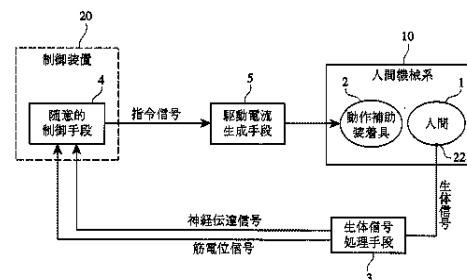 20
制御装置
4
随意的
制御手段
指令信号
5
駆動電流
生成手段
10
人間機械系
2
1
動作補助
装着具
人間
22
生体信号
神経伝達信号
筋電位信号
生体信号
処理手段
3